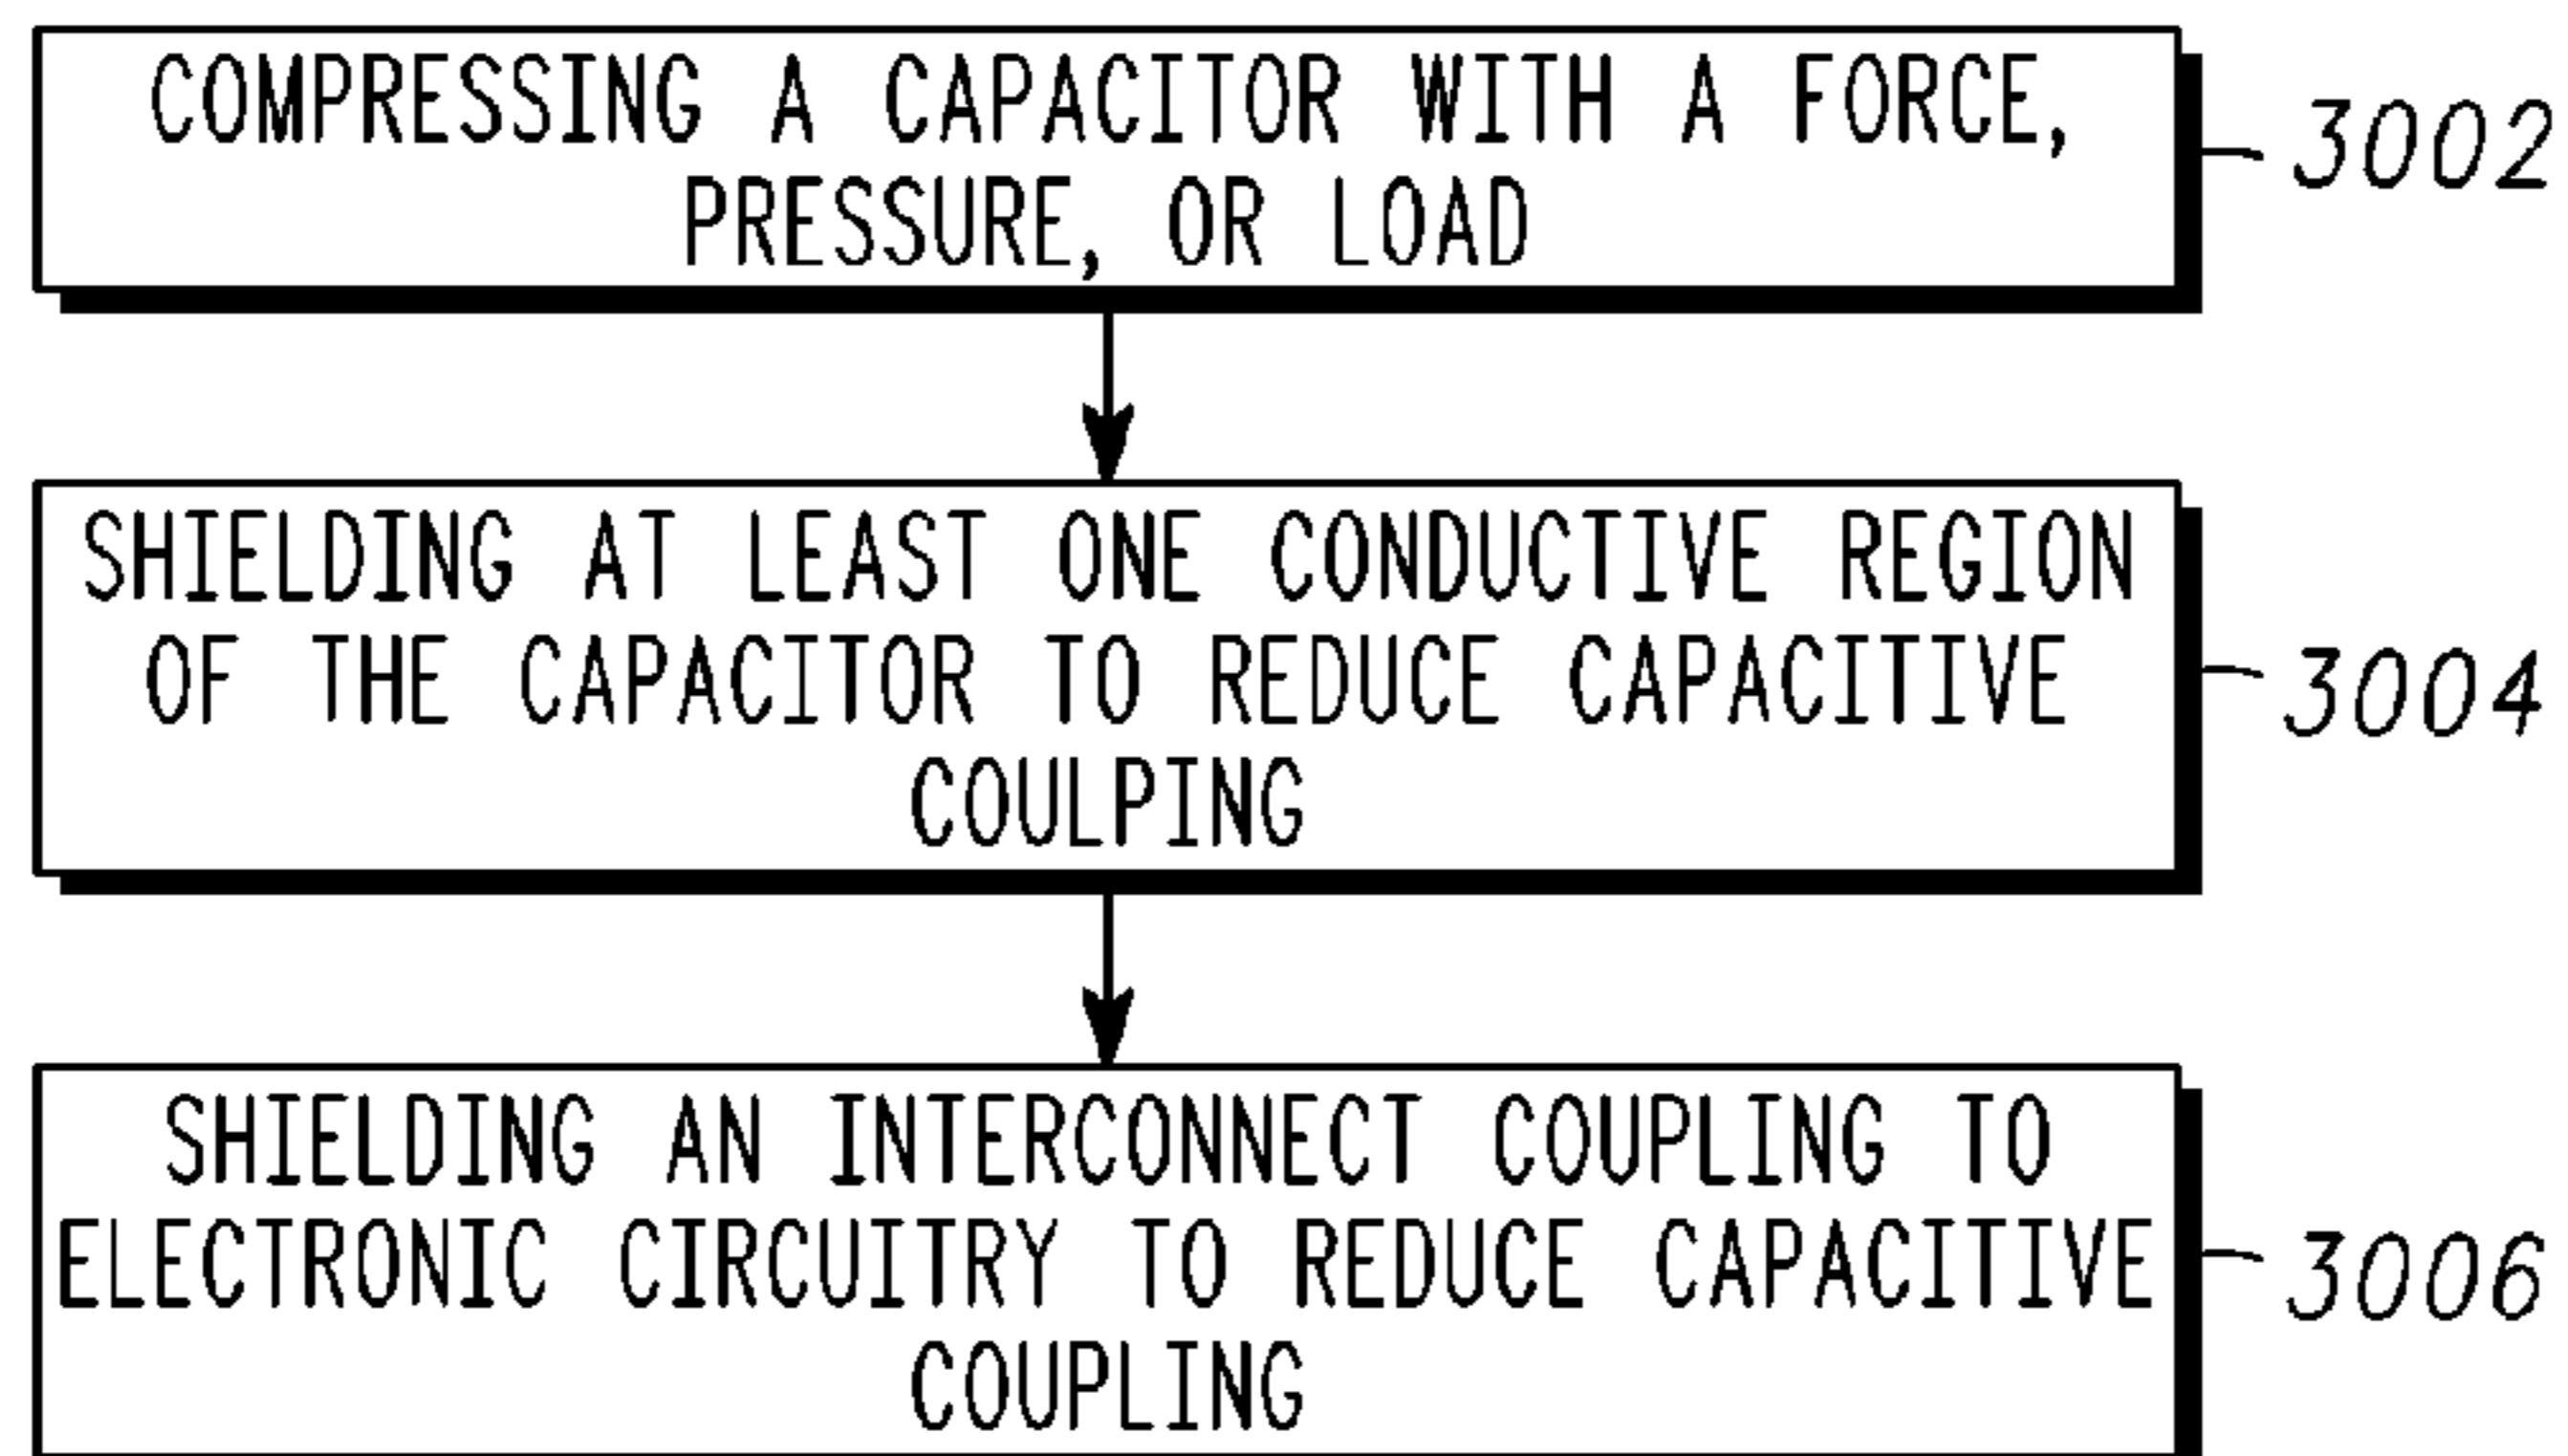 COMPRESSING A CAPACITOR WITH A FORCE,
PRESSURE, OR LOAD
3002
SHIELDING AT LEAST ONE CONDUCTIVE REGION
OF THE CAPACITOR TO REDUCE CAPACITIVE
COULPING
3004
SHIELDING AN INTERCONNECT COUPLING TO
ELECTRONIC CIRCUITRY TO REDUCE CAPACITIVE
COUPLING
3006